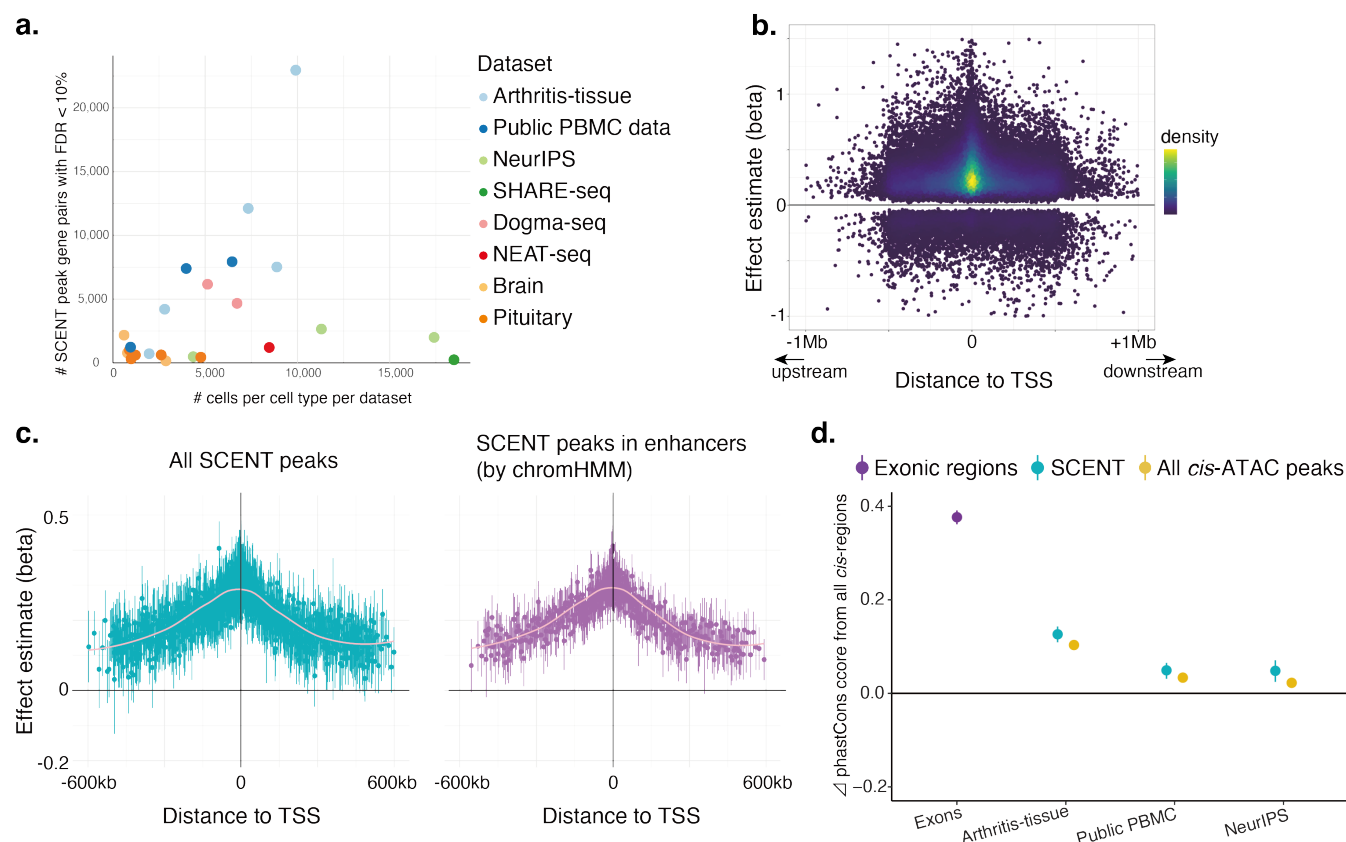 a.
# SCENT peak gene pairs with FDR < 10%
20,000
15,000
10,000
5,000
0
0
5,000
10,000
15,000
# cells per cell type per dataset
Dataset
Arthritis-tissue
Public PBMC data
NeurIPS
SHARE-seq
Dogma-seq
NEAT-seq
Brain
Pituitary
b.
Effect estimate (beta)
1
0
-1
-1Mb
0
+1Mb
upstream
Distance to TSS
downstream
density
c.
All SCENT peaks
Effect estimate (beta)
0.5
0
-0.2
-600kb
0
600kb
Distance to TSS
SCENT peaks in enhancers
(by chromHMM)
-600kb
0
600kb
Distance to TSS
d.
Exonic regions
SCENT
All cis-ATAC peaks
⊿ phastCons ccore from all cis-regions
0.4
0.2
0.0
−0.2
Exons
Arthritis-tissue
Public PBMC
NeurIPS